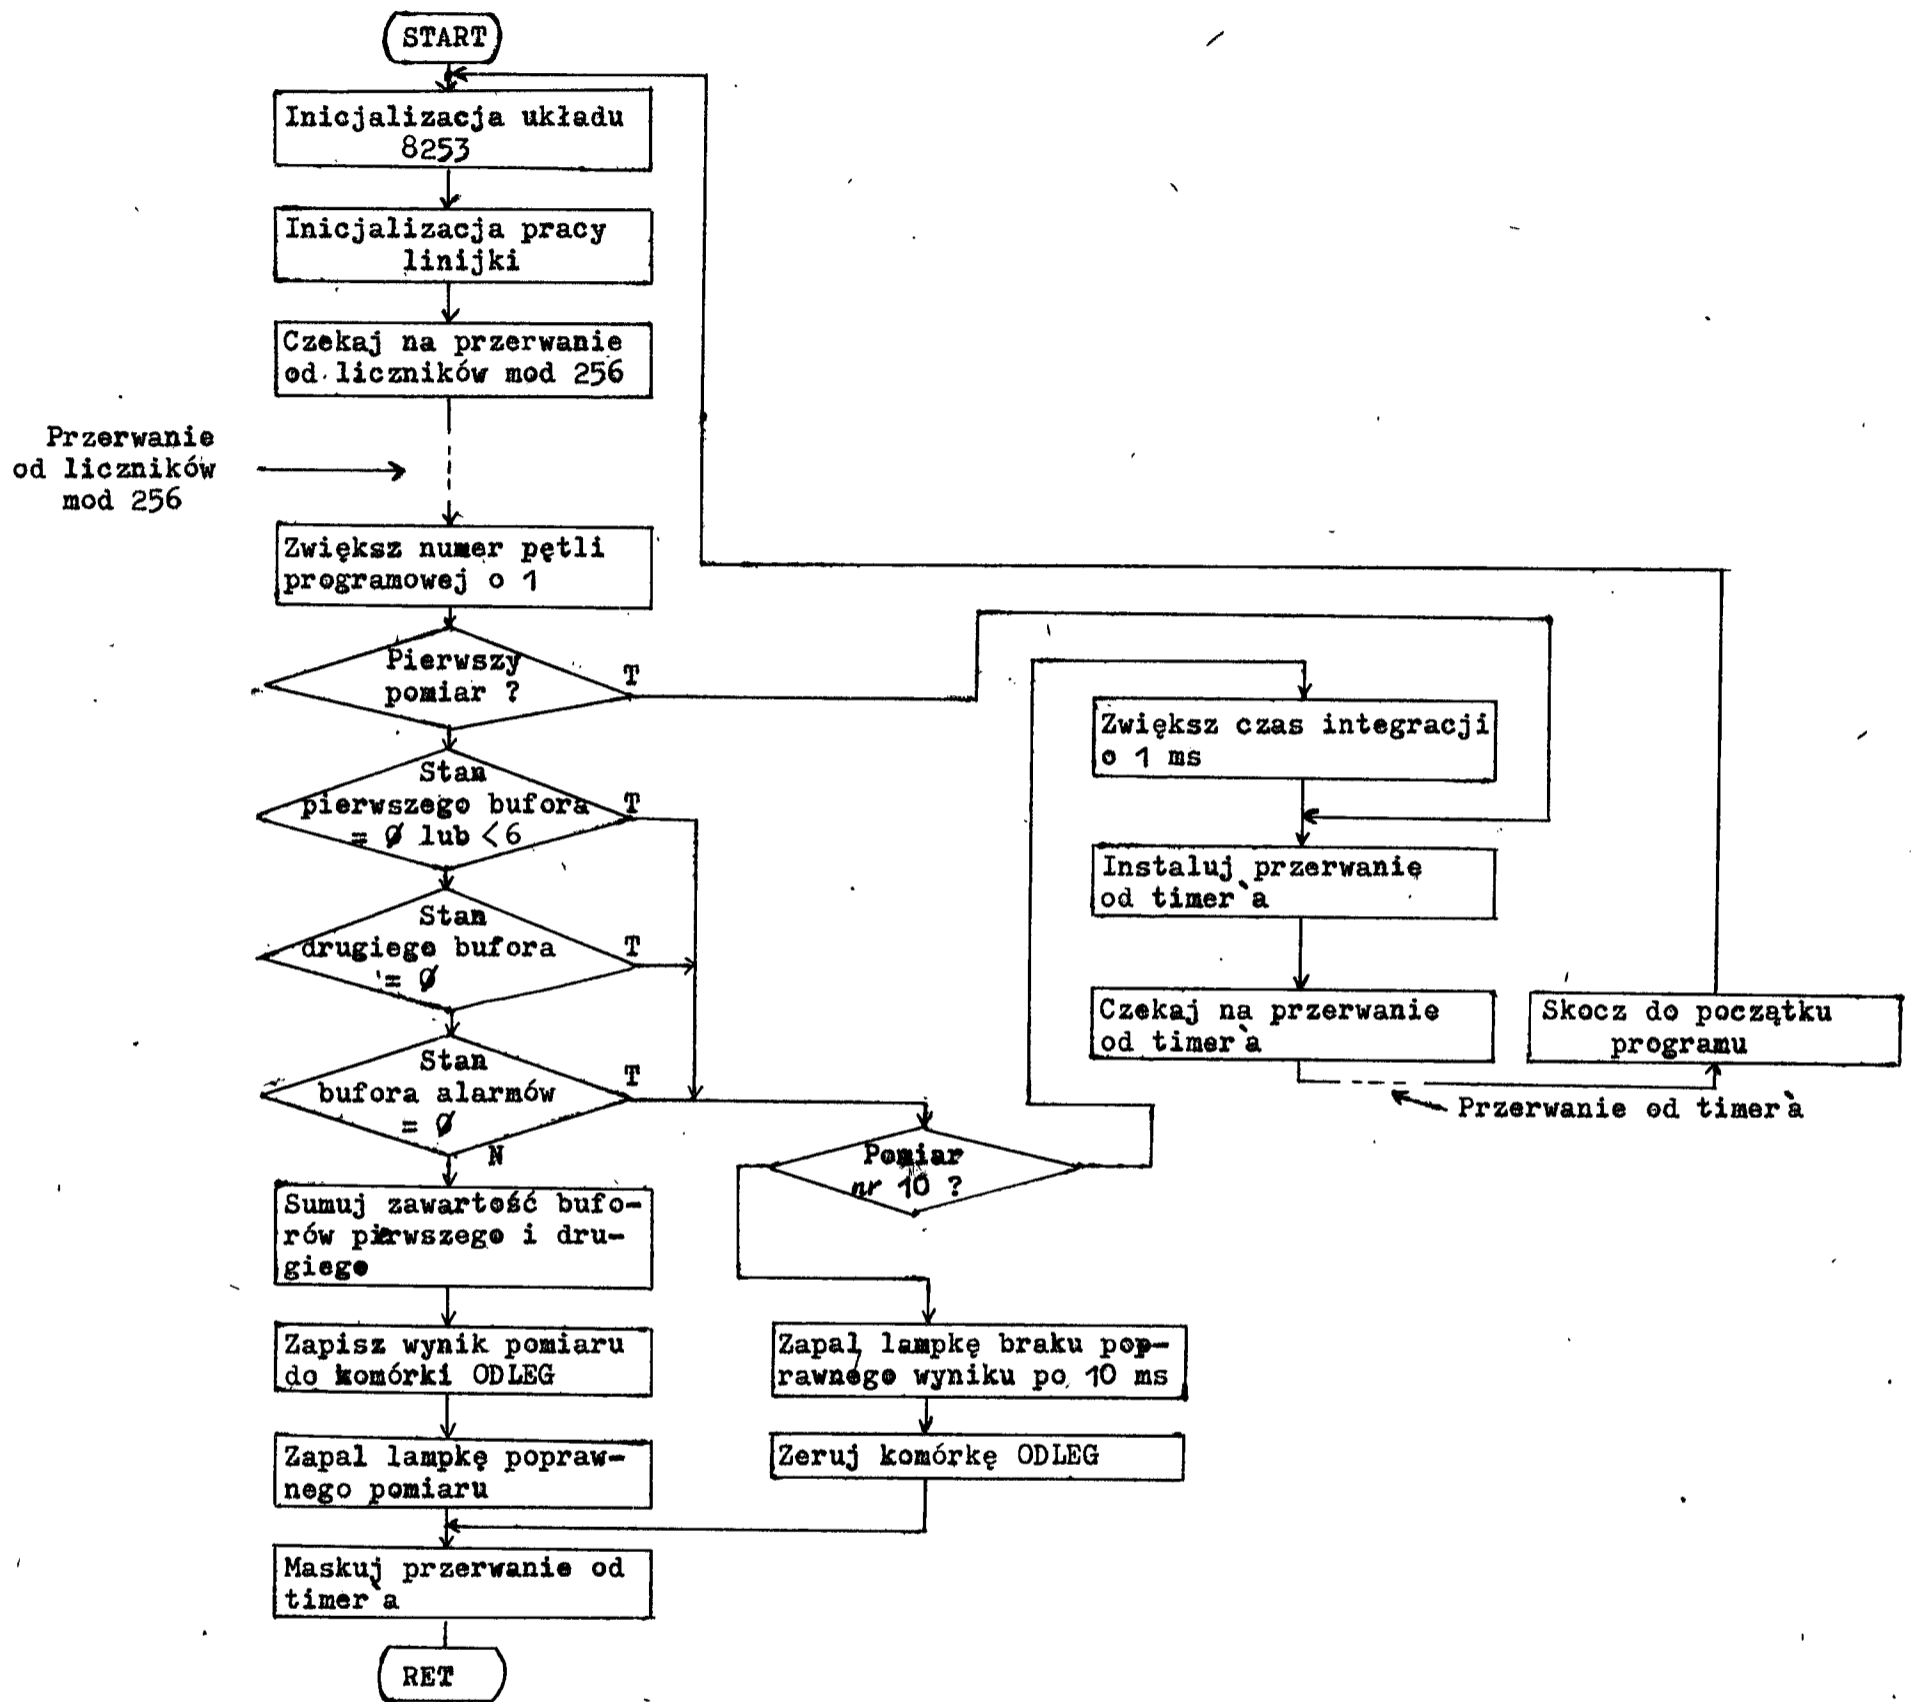 START
Inicjalizacja układu
8253
Inicjalizacja pracy
linijki
Czekaj na przerwanie
od liczników mod 256
Przerwanie
od liczników
mod 256
Zwiększ numer pętli
programowej o 1
Pierwszy
pomiar ?
T
Stan
pierwszego bufora
= Ø lub <6
T
Stan
drugiego bufora
= Ø
T
Stan
bufora alarmów
= Ø
T
N
Sumuj zawartość bufo-
rów pierwszego i dru-
giego
Zapisz wynik pomiaru
do komórki ODLEG
Zapal lampkę popraw-
nego pomiaru
Maskuj przerwanie od
timer`a
RET
Pomiar
nr 10 ?
Zapal lampkę braku pop-
rawnego wyniku po 10 ms
Zeruj komórkę ODLEG
Zwiększ czas integracji
o 1 ms
Instaluj przerwanie
od timer`a
Czekaj na przerwanie
od timer`a
Skocz do początku
programu
Przerwanie od timer`a